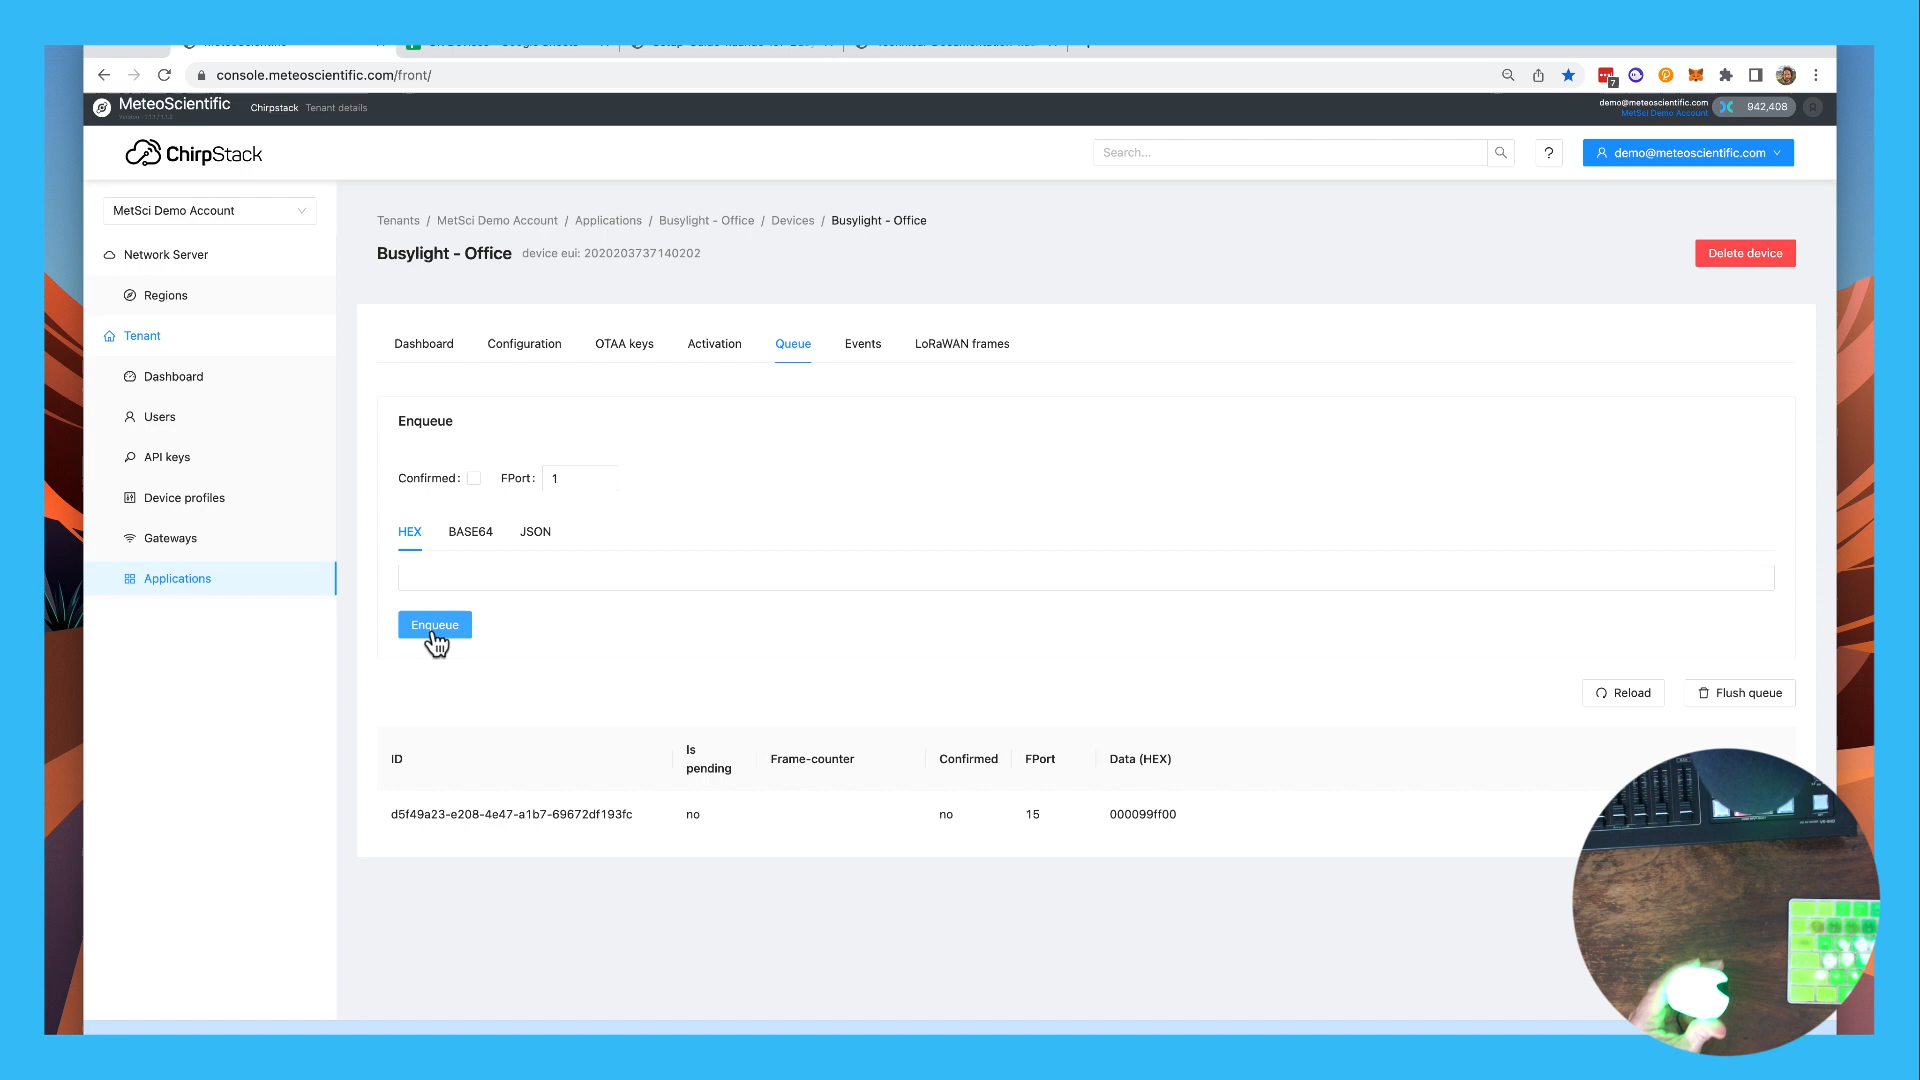 console.meteoscientific.com/front/
7
MeteoScientific
Chirpstack
Tenant details
demo@meteoscientific.com
MetSci Demo Account
942,408
ChirpStack
Search...
?
demo@meteoscientific.com
MetSci Demo Account
Network Server
Regions
Tenant
Dashboard
Users
API keys
Device profiles
Gateways
Applications
Tenants / MetSci Demo Account / Applications / Busylight - Office / Devices / Busylight - Office
Busylight - Office device eui: 2020203737140202
Delete device
Dashboard Configuration OTAA keys Activation Queue Events LoRaWAN frames
Enqueue
Confirmed: FPort: 1
HEX BASE64 JSON
Enqueue
Reload Flush queue
ID Is pending Frame-counter Confirmed FPort Data (HEX)
d5f49a23-e208-4e47-a1b7-69672df193fc no no 15 000099ff00